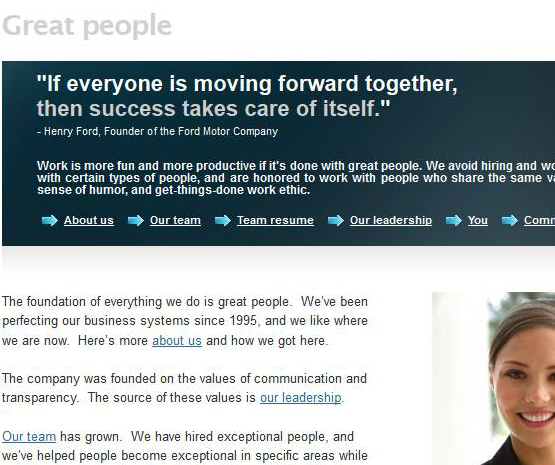 Great people
"If everyone is moving forward together,
then success takes care of itself."
- Henry Ford, Founder of the Ford Motor Company
Work is more fun and more productive if it's done with great people. We avoid hiring and
with certain types of people, and are honored to work with people who share the same
sense of humor, and get-things-done work ethic.
About us Our team Team resume Our leadership You
The foundation of everything we do is great people. We've been
perfecting our business systems since 1995, and we like where
we are now. Here's more about us and how we got here.
The company was founded on the values of communication and
transparency. The source of these values is our leadership.
Our team has grown. We have hired exceptional people, and
we've helped people become exceptional in specific areas while